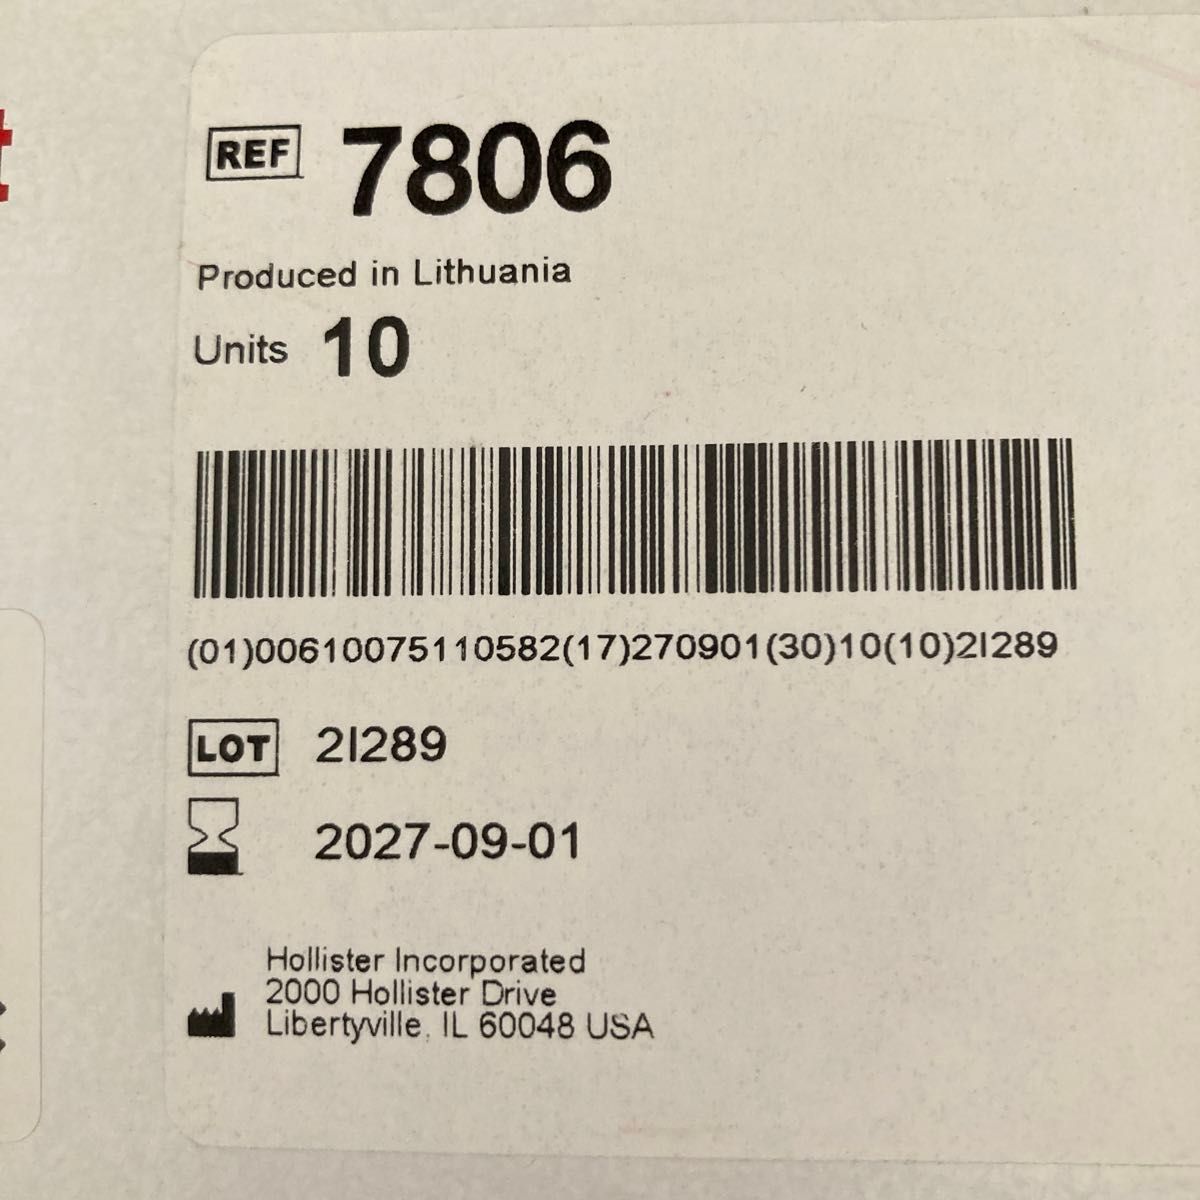 t
REF 7806
Produced in Lithuania
Units 10
(01)00610075110582(17)270901(30)10(10)2I289
LOT 2I289
2027-09-01
Hollister Incorporated
2000 Hollister Drive
Libertyville, IL 60048 USA